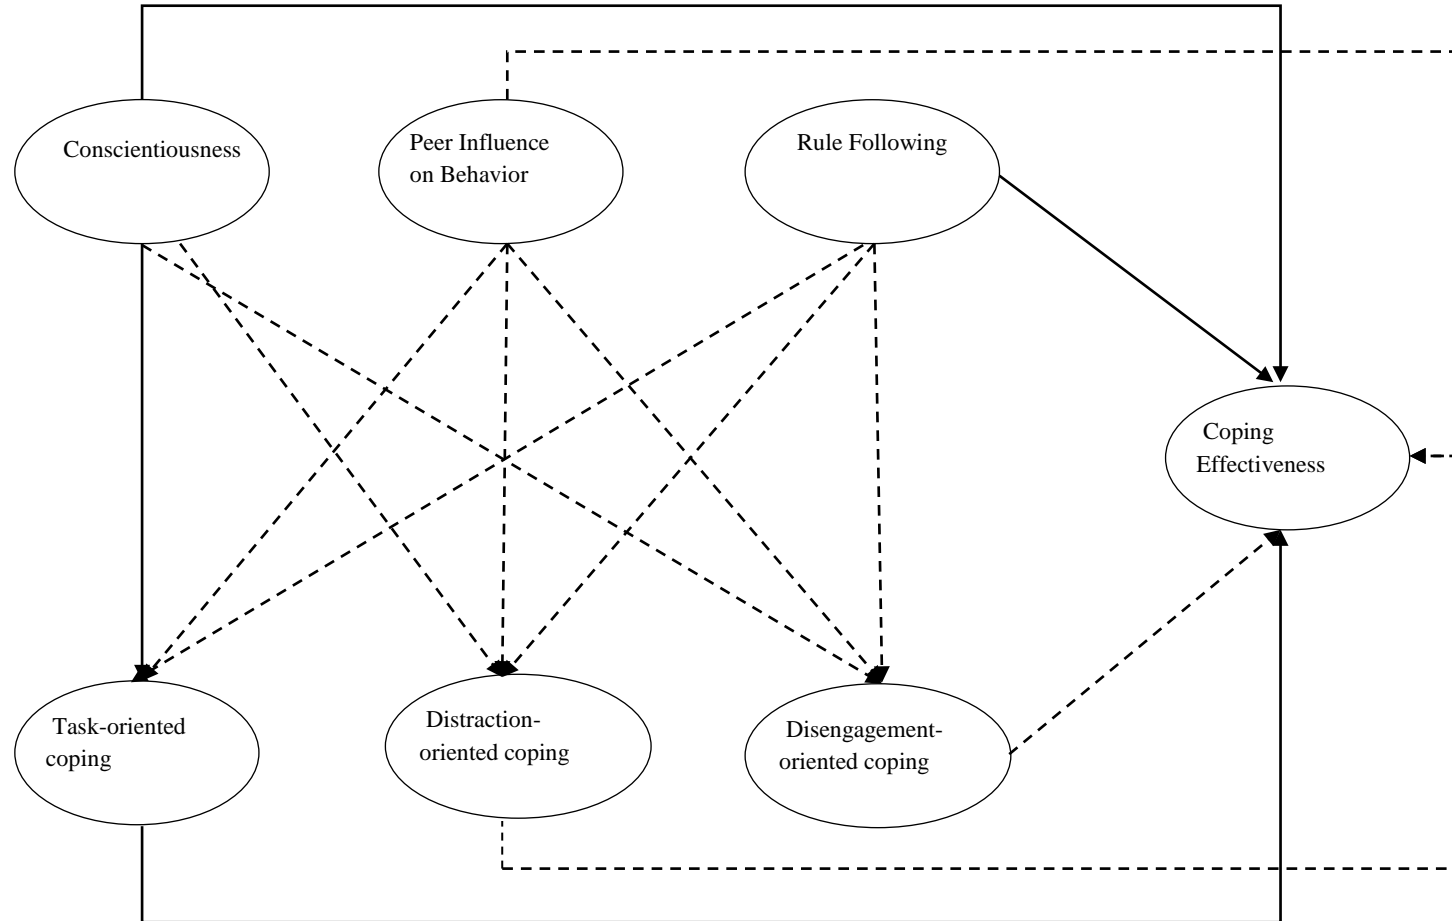 Conscientiousness
Peer Influence
on Behavior
Rule Following
Coping
Effectiveness
Task-oriented
coping
Distraction-
oriented coping
Disengagement-
oriented coping